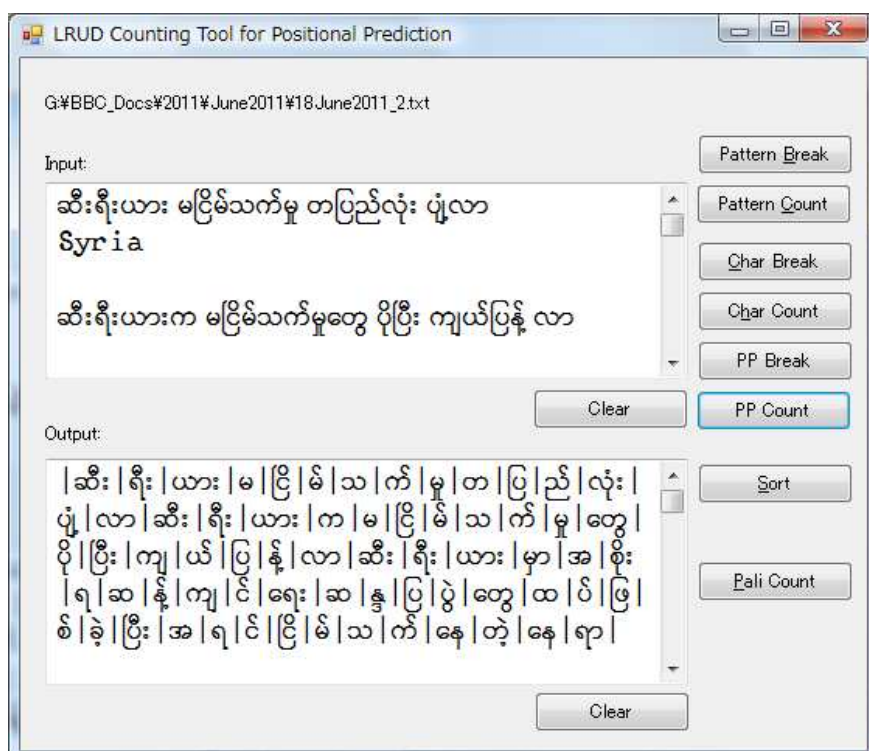 LRUD Counting Tool for Positional Prediction
G:¥BBC_Docs¥2011¥June2011¥18June2011_2.txt
Input:
ဆီးရီးယား မငြိမ်သက်မှု တပြည်လုံး ပျံ့လာ
Syria
ဆီးရီးယားက မငြိမ်သက်မှုတွေ ပိုပြီး ကျယ်ပြန့် လာ
Clear
Output:
|ဆီး|ရီး|ယား|မ|ငြိ|မ်|သ|က်|မှု|တ|ပြ|ည်|လုံး|
ပျံ့|လာ|ဆီး|ရီး|ယား|က|မ|ငြိ|မ်|သ|က်|မှု|တွေ|
ပို|ပြီး|ကျ|ယ်|ပြ|န့်|လာ|ဆီး|ရီး|ယား|မှာ|အ|စိုး
|ရ|ဆ|န့်|ကျ|င်|ရေး|ဆ|န္ဒ|ပြ|ပွဲ|တွေ|ထ|ပ်|ဖြ|
စ်|ခဲ့|ပြီး|အ|ရ|င်|ငြိ|မ်|သ|က်|နေ|တဲ့|နေ|ရာ|
Clear
Pattern Break
Pattern Count
Char Break
Char Count
PP Break
PP Count
Sort
Pali Count